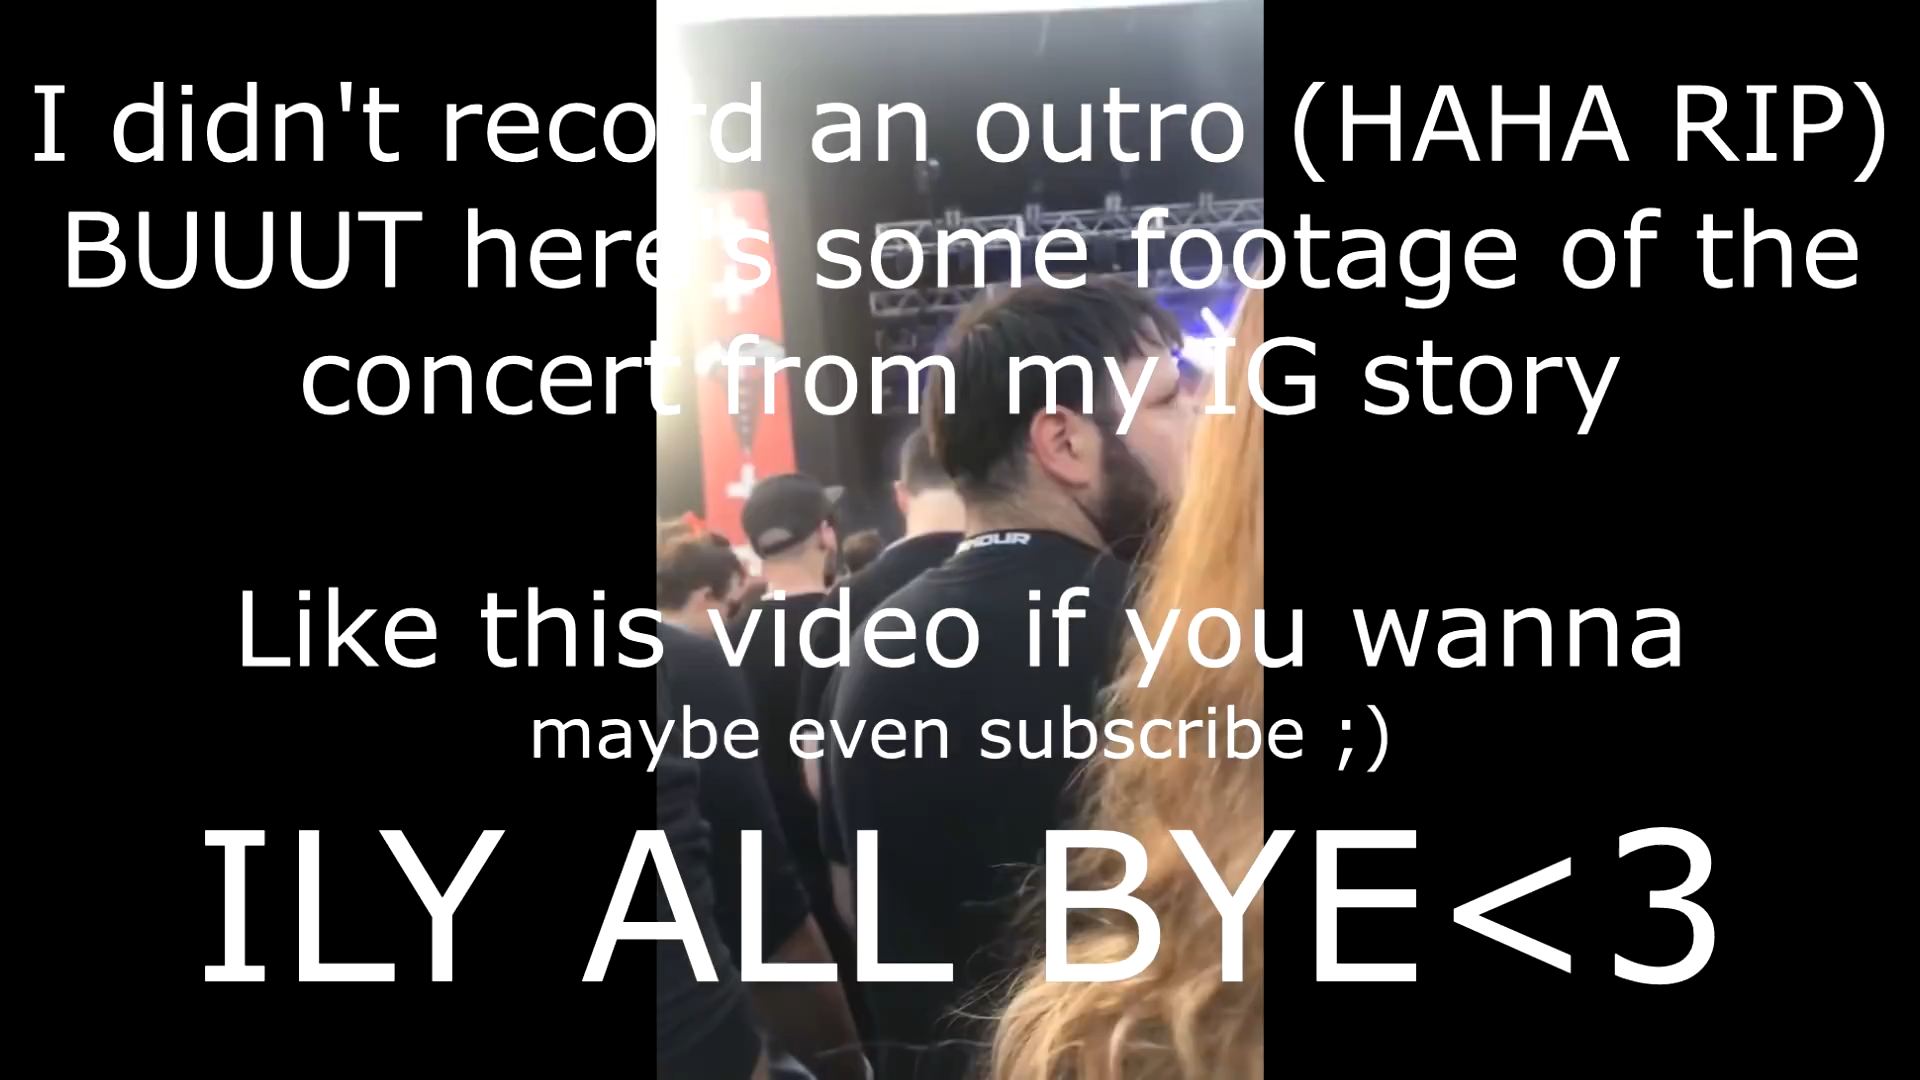 I didn't record an outro (HAHA RIP)
BUUUT here's some footage of the
concert from my IG story
Like this video if you wanna
maybe even subscribe ;)
ILY ALL BYE<3